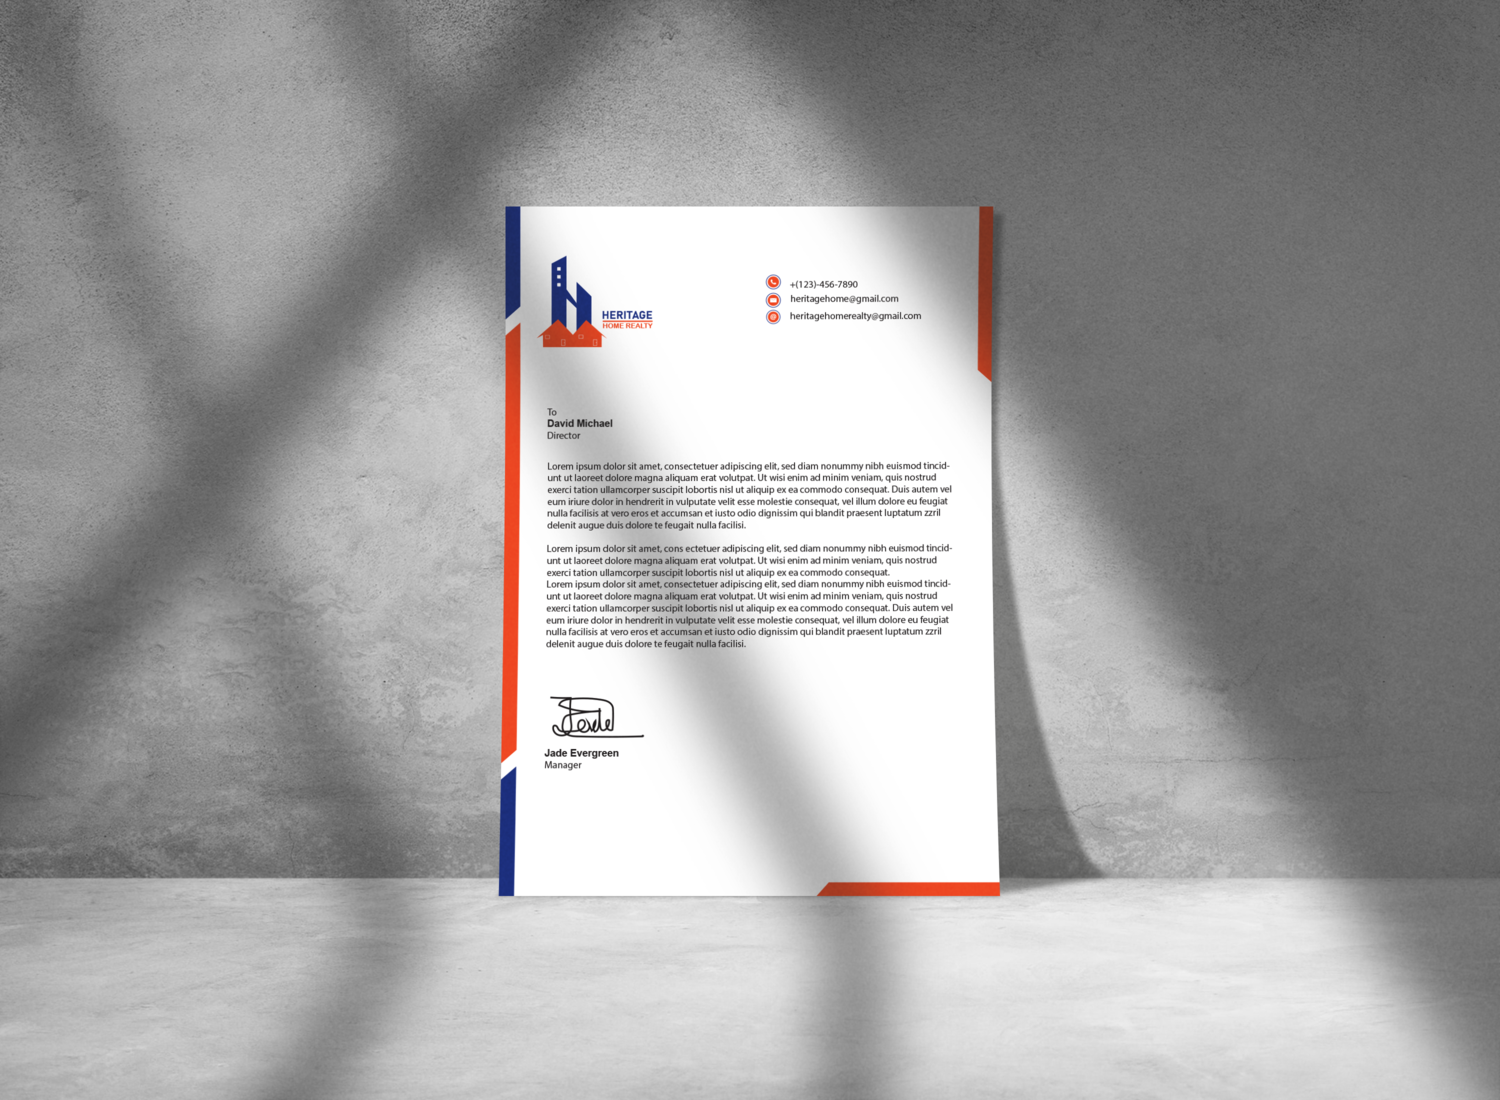 HERITAGE
HOME REALTY
+(123)-456-7890
heritagehome@gmail.com
heritagehomerealty@gmail.com
To
David Michael
Director
Lorem ipsum dolor sit amet, consectetuer adipiscing elit, sed diam nonummy nibh euismod tincid-
unt ut laoreet dolore magna aliquam erat volutpat. Ut wisi enim ad minim veniam, quis nostrud
exerci tation ullamcorper suscipit lobortis nisl ut aliquip ex ea commodo consequat. Duis autem vel
eum iriure dolor in hendrerit in vulputate velit esse molestie consequat, vel illum dolore eu feugiat
nulla facilisis at vero eros et accumsan et iusto odio dignissim qui blandit praesent luptatum zzril
delenit augue duis dolore te feugait nulla facilisi.
Lorem ipsum dolor sit amet, cons ectetuer adipiscing elit, sed diam nonummy nibh euismod tincid-
unt ut laoreet dolore magna aliquam erat volutpat. Ut wisi enim ad minim veniam, quis nostrud
exerci tation ullamcorper suscipit lobortis nisl ut aliquip ex ea commodo consequat.
Lorem ipsum dolor sit amet, consectetuer adipiscing elit, sed diam nonummy nibh euismod tincid-
unt ut laoreet dolore magna aliquam erat volutpat. Ut wisi enim ad minim veniam, quis nostrud
exerci tation ullamcorper suscipit lobortis nisl ut aliquip ex ea commodo consequat. Duis autem vel
eum iriure dolor in hendrerit in vulputate velit esse molestie consequat, vel illum dolore eu feugiat
nulla facilisis at vero eros et accumsan et iusto odio dignissim qui blandit praesent luptatum zzril
delenit augue duis dolore te feugait nulla facilisi.
Jade Evergreen
Manager